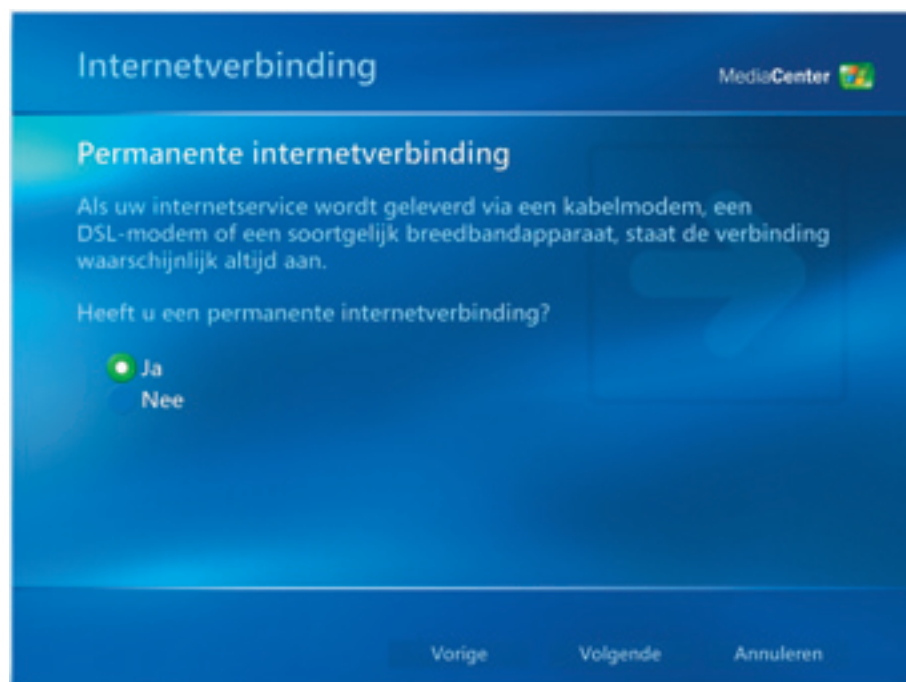 Internetverbinding
MediaCenter
Permanente internetverbinding
Als uw internetservice wordt geleverd via een kabelmodem, een
DSL-modem of een soortgelijk breedbandapparaat, staat de verbinding
waarschijnlijk altijd aan.
Heeft u een permanente internetverbinding?
Ja
Nee
Vorige
Volgende
Annuleren